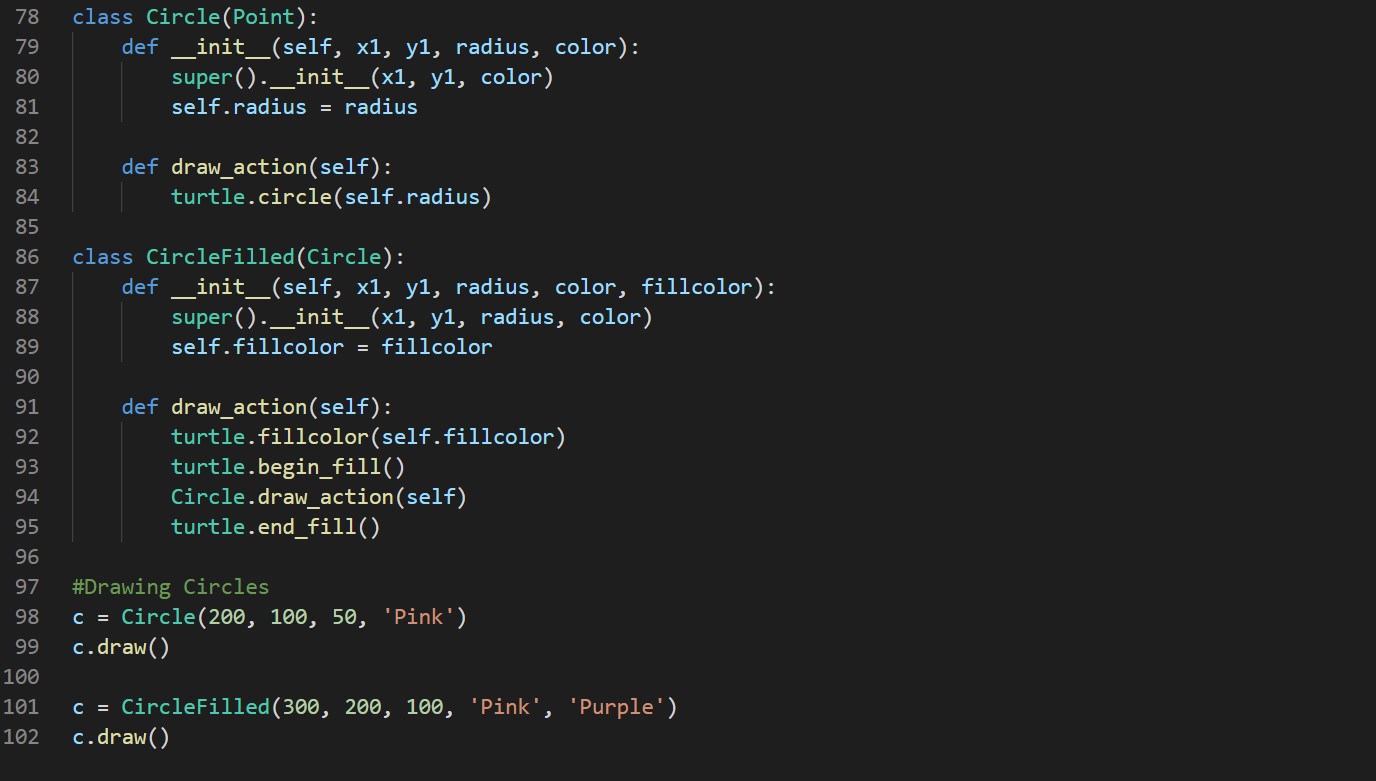 78 class Circle(Point):
79     def __init__(self, x1, y1, radius, color):
80         super().__init__(x1, y1, color)
81         self.radius = radius
82
83     def draw_action(self):
84         turtle.circle(self.radius)
85
86 class CircleFilled(Circle):
87     def __init__(self, x1, y1, radius, color, fillcolor):
88         super().__init__(x1, y1, radius, color)
89         self.fillcolor = fillcolor
90
91     def draw_action(self):
92         turtle.fillcolor(self.fillcolor)
93         turtle.begin_fill()
94         Circle.draw_action(self)
95         turtle.end_fill()
96
97 #Drawing Circles
98 c = Circle(200, 100, 50, 'Pink')
99 c.draw()
100
101 c = CircleFilled(300, 200, 100, 'Pink', 'Purple')
102 c.draw()